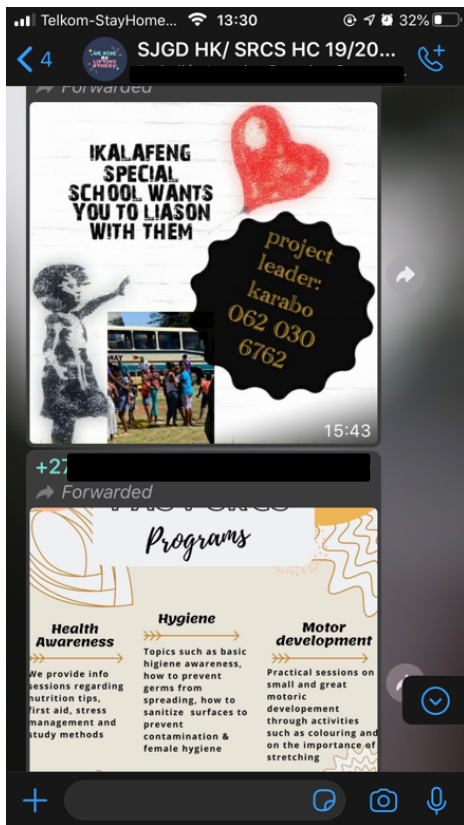 Telkom-StayHome... 13:30 32%
4 SJGD HK/ SRCS HC 19/20...
Forwarded
IKALAFENG
SPECIAL
SCHOOL WANTS
YOU TO LIASON
WITH THEM
project
leader:
karabo
062 030
6762
WAY
15:43
+27
Forwarded
Programs
Health
Awareness
We provide info
sessions regarding
nutrition tips,
first aid, stress
management and
study methods
Hygiene
Topics such as basic
higiene awareness,
how to prevent
germs from
spreading, how to
sanitize surfaces to
prevent
contamination &
female hygiene
Motor
development
Practical sessions on
small and great
motoric
developement
through activities
such as colouring and
on the importance of
stretching